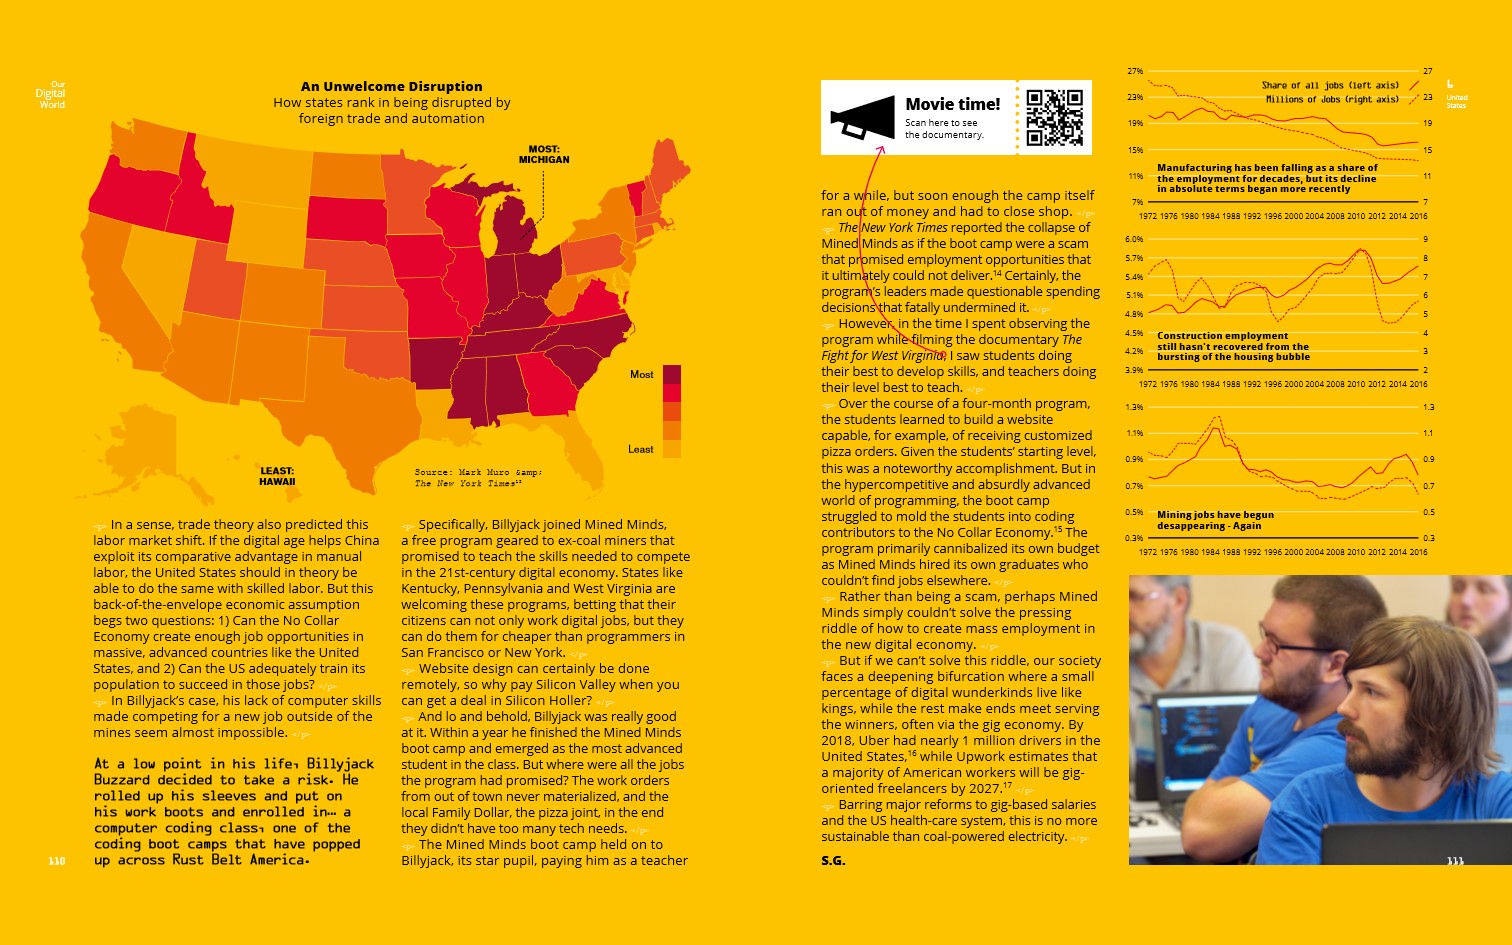 Our
Digital
World
An Unwelcome Disruption
How states rank in being disrupted by
foreign trade and automation
MOST:
MICHIGAN
Most
Least
LEAST:
HAWAII
Source: Mark Muro &amp;
The New York Times¹³
<p> In a sense, trade theory also predicted this
labor market shift. If the digital age helps China
exploit its comparative advantage in manual
labor, the United States should in theory be
able to do the same with skilled labor. But this
back-of-the-envelope economic assumption
begs two questions: 1) Can the No Collar
Economy create enough job opportunities in
massive, advanced countries like the United
States, and 2) Can the US adequately train its
population to succeed in those jobs? </p>
<p> In Billyjack's case, his lack of computer skills
made competing for a new job outside of the
mines seem almost impossible. </p>
At a low point in his life, Billyjack
Buzzard decided to take a risk. He
rolled up his sleeves and put on
his work boots and enrolled in… a
computer coding class, one of the
coding boot camps that have popped
up across Rust Belt America.
110
<p> Specifically, Billyjack joined Mined Minds,
a free program geared to ex-coal miners that
promised to teach the skills needed to compete
in the 21st-century digital economy. States like
Kentucky, Pennsylvania and West Virginia are
welcoming these programs, betting that their
citizens can not only work digital jobs, but they
can do them for cheaper than programmers in
San Francisco or New York. </p>
<p> Website design can certainly be done
remotely, so why pay Silicon Valley when you
can get a deal in Silicon Holler? </p>
<p> And lo and behold, Billyjack was really good
at it. Within a year he finished the Mined Minds
boot camp and emerged as the most advanced
student in the class. But where were all the jobs
the program had promised? The work orders
from out of town never materialized, and the
local Family Dollar, the pizza joint, in the end
they didn't have too many tech needs. </p>
<p> The Mined Minds boot camp held on to
Billyjack, its star pupil, paying him as a teacher
Movie time!
Scan here to see
the documentary.
for a while, but soon enough the camp itself
ran out of money and had to close shop. </p>
<p> The New York Times reported the collapse of
Mined Minds as if the boot camp were a scam
that promised employment opportunities that
it ultimately could not deliver.¹⁴ Certainly, the
program's leaders made questionable spending
decisions that fatally undermined it. </p>
<p> However, in the time I spent observing the
program while filming the documentary The
Fight for West Virginia, I saw students doing
their best to develop skills, and teachers doing
their level best to teach. </p>
<p> Over the course of a four-month program,
the students learned to build a website
capable, for example, of receiving customized
pizza orders. Given the students' starting level,
this was a noteworthy accomplishment. But in
the hypercompetitive and absurdly advanced
world of programming, the boot camp
struggled to mold the students into coding
contributors to the No Collar Economy.¹⁵ The
program primarily cannibalized its own budget
as Mined Minds hired its own graduates who
couldn't find jobs elsewhere. </p>
<p> Rather than being a scam, perhaps Mined
Minds simply couldn't solve the pressing
riddle of how to create mass employment in
the new digital economy. </p>
<p> But if we can't solve this riddle, our society
faces a deepening bifurcation where a small
percentage of digital wunderkinds live like
kings, while the rest make ends meet serving
the winners, often via the gig economy. By
2018, Uber had nearly 1 million drivers in the
United States,¹⁶ while Upwork estimates that
a majority of American workers will be gig-
oriented freelancers by 2027.¹⁷ </p>
<p> Barring major reforms to gig-based salaries
and the US health-care system, this is no more
sustainable than coal-powered electricity. </p>
S.G.
27% 27
Share of all jobs (left axis)
23% 23
Millions of Jobs (right axis)
19% 19
15% 15
Manufacturing has been falling as a share of
the employment for decades, but its decline
11% 11
in absolute terms began more recently
7% 7
1972 1976 1980 1984 1988 1992 1996 2000 2004 2008 2010 2012 2014 2016
6.0% 9
5.7% 8
5.4% 7
5.1% 6
4.8% 5
4.5% 4
Construction employment
still hasn't recovered from the
4.2% 3
bursting of the housing bubble
3.9% 2
1972 1976 1980 1984 1988 1992 1996 2000 2004 2008 2010 2012 2014 2016
1.3% 1.3
1.1% 1.1
0.9% 0.9
0.7% 0.7
0.5% 0.5
Mining jobs have begun
desappearing - Again
0.3% 0.3
1972 1976 1980 1984 1988 1992 1996 2000 2004 2008 2010 2012 2014 2016
United
States
111